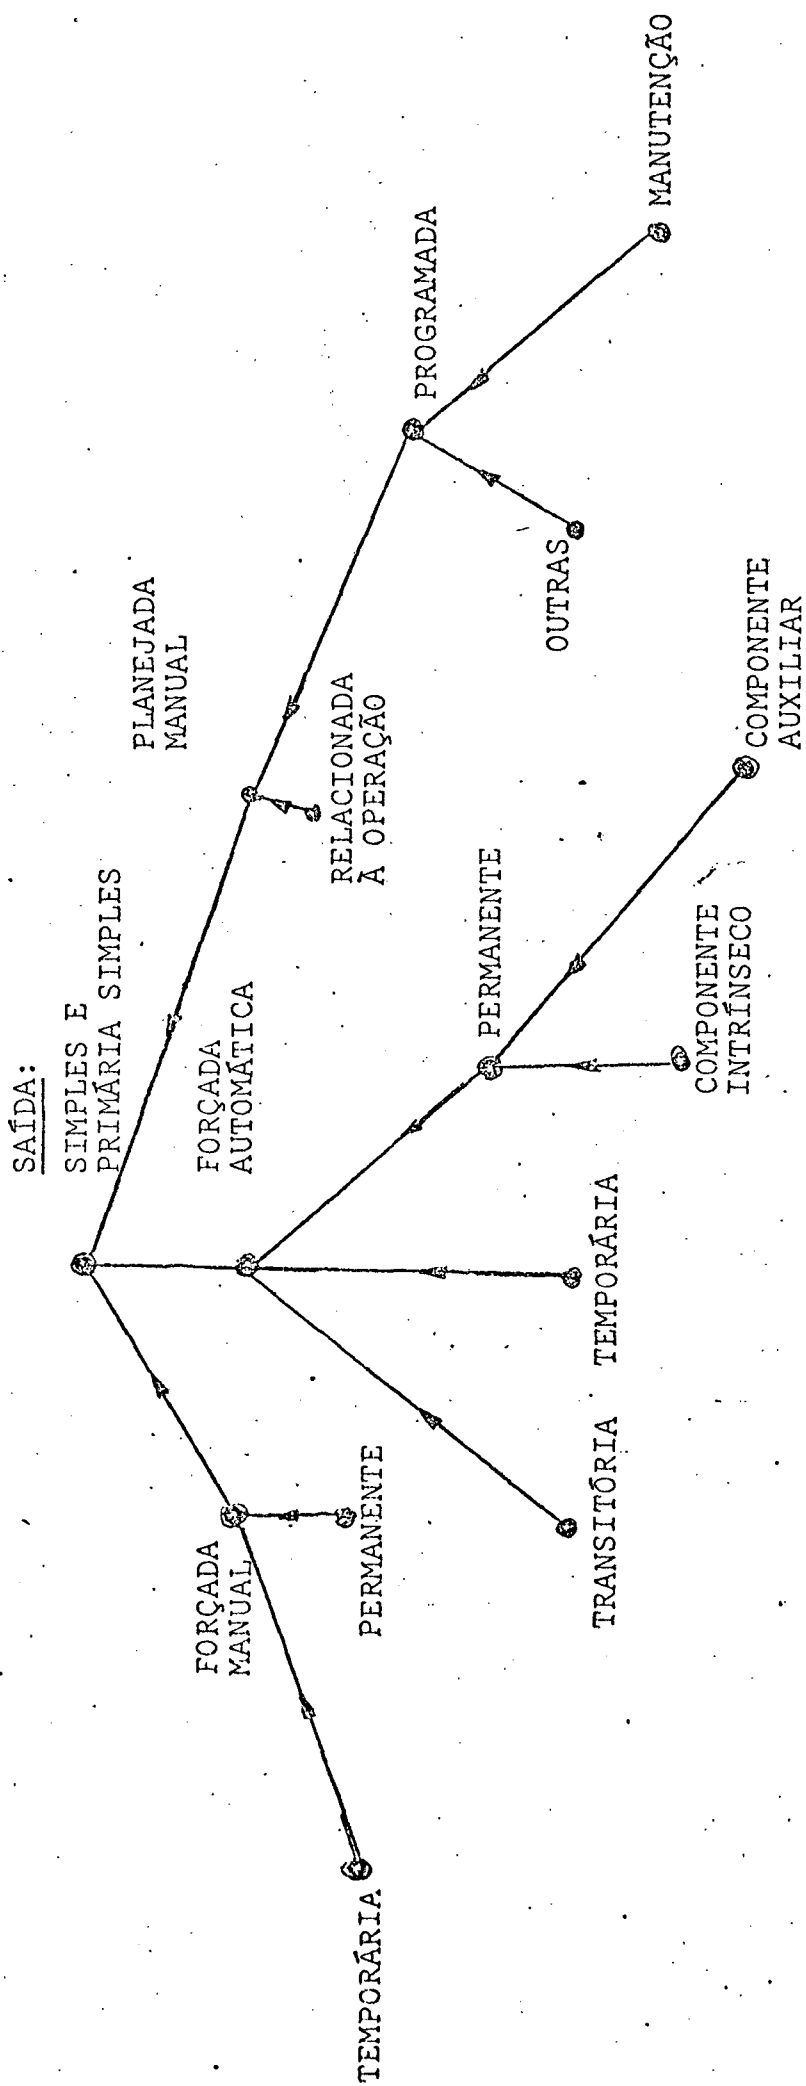 SAÍDA:
SIMPLES E
PRIMÁRIA SIMPLES
FORÇADA
MANUAL
FORÇADA
AUTOMÁTICA
PLANEJADA
MANUAL
TEMPORÁRIA
PERMANENTE
RELACIONADA
À OPERAÇÃO
PROGRAMADA
TRANSITÓRIA
TEMPORÁRIA
PERMANENTE
OUTRAS
MANUTENÇÃO
COMPONENTE
INTRÍNSECO
COMPONENTE
AUXILIAR